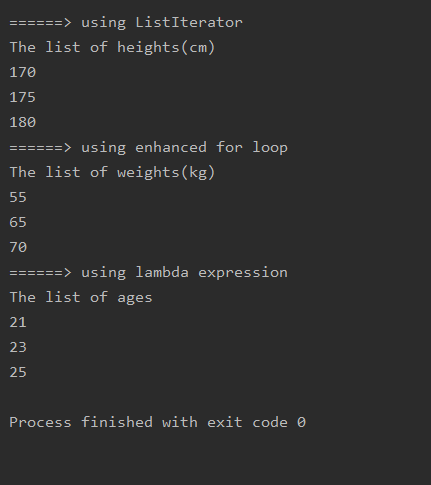 ======> using ListIterator
The list of heights(cm)
170
175
180
======> using enhanced for loop
The list of weights(kg)
55
65
70
======> using lambda expression
The list of ages
21
23
25
Process finished with exit code 0